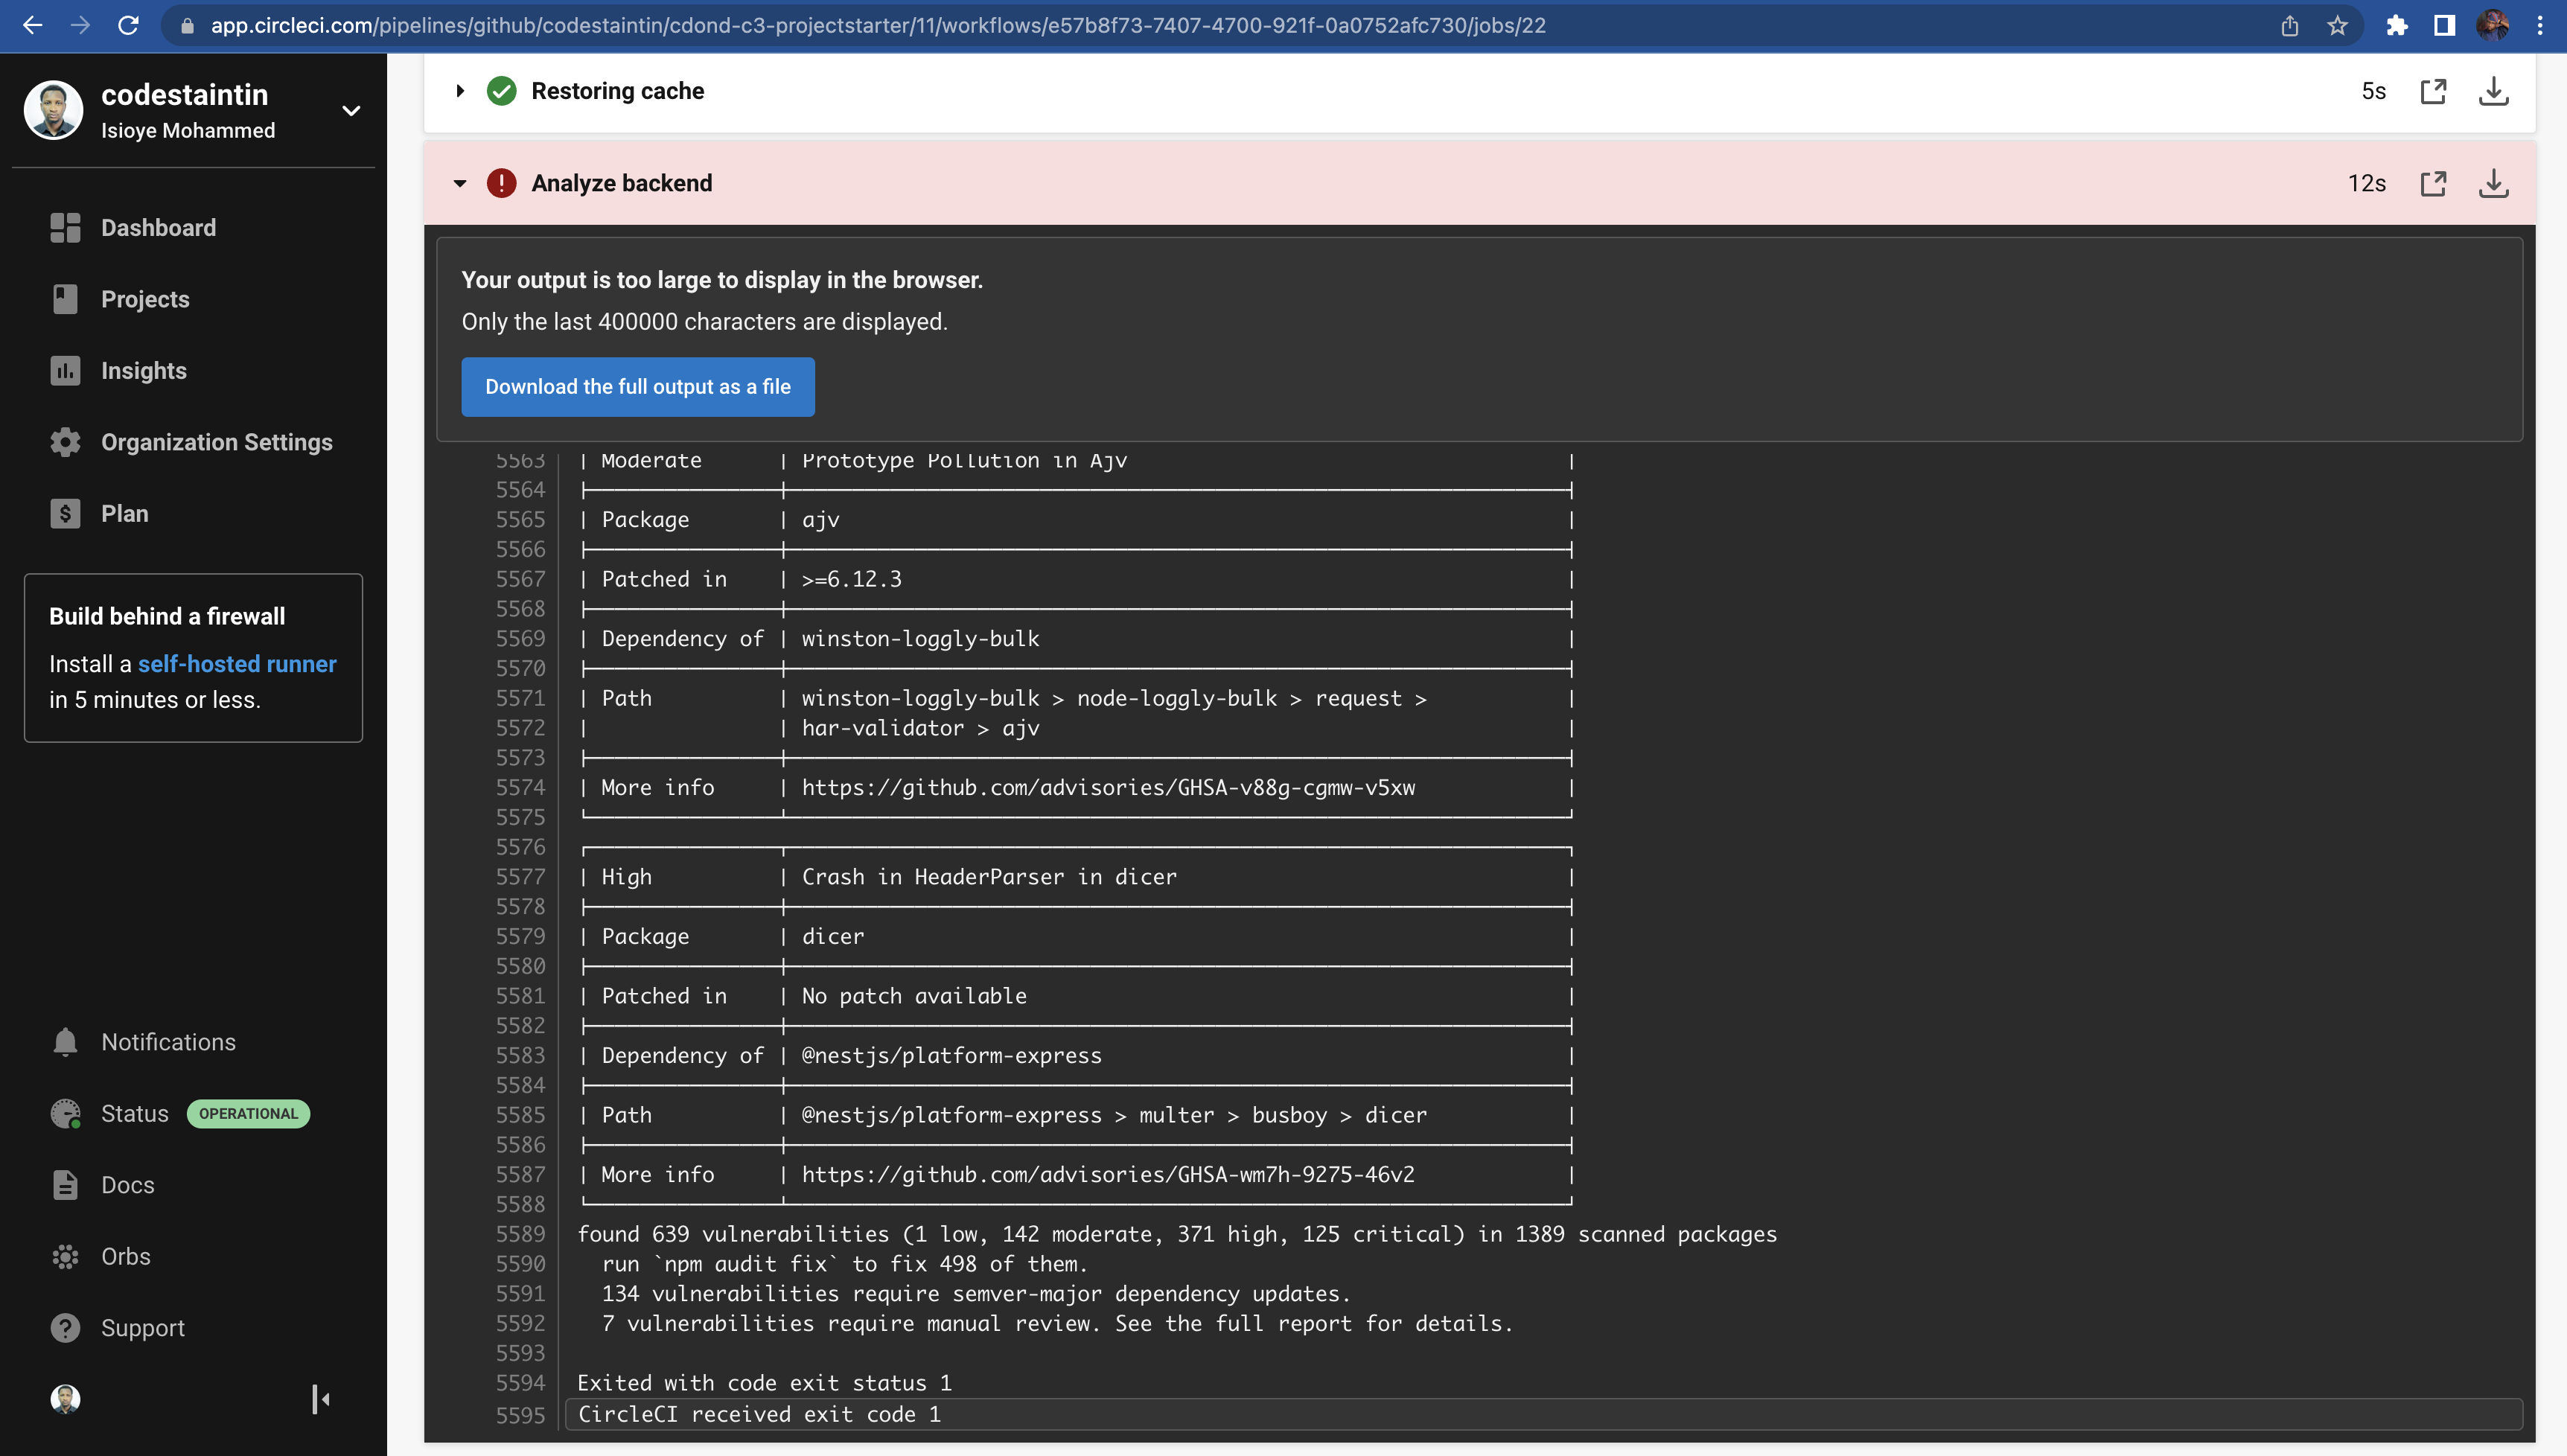 app.circleci.com/pipelines/github/codestaintin/cdond-c3-projectstarter/11/workflows/e57b8f73-7407-4700-921f-0a0752afc730/jobs/22
codestaintin
Isioye Mohammed
Dashboard
Projects
Insights
Organization Settings
Plan
Build behind a firewall
Install a self-hosted runner
in 5 minutes or less.
Notifications
Status OPERATIONAL
Docs
Orbs
Support
Restoring cache 5s
Analyze backend 12s
Your output is too large to display in the browser.
Only the last 400000 characters are displayed.
Download the full output as a file
5563 | Moderate | Prototype Pollution in Ajv |
5564
5565 | Package | ajv |
5566
5567 | Patched in | >=6.12.3 |
5568
5569 | Dependency of | winston-loggly-bulk |
5570
5571 | Path | winston-loggly-bulk > node-loggly-bulk > request > |
5572 | | har-validator > ajv |
5573
5574 | More info | https://github.com/advisories/GHSA-v88g-cgmw-v5xw |
5575
5576
5577 | High | Crash in HeaderParser in dicer |
5578
5579 | Package | dicer |
5580
5581 | Patched in | No patch available |
5582
5583 | Dependency of | @nestjs/platform-express |
5584
5585 | Path | @nestjs/platform-express > multer > busboy > dicer |
5586
5587 | More info | https://github.com/advisories/GHSA-wm7h-9275-46v2 |
5588
5589 found 639 vulnerabilities (1 low, 142 moderate, 371 high, 125 critical) in 1389 scanned packages
5590 run `npm audit fix` to fix 498 of them.
5591 134 vulnerabilities require semver-major dependency updates.
5592 7 vulnerabilities require manual review. See the full report for details.
5593
5594 Exited with code exit status 1
5595 CircleCI received exit code 1